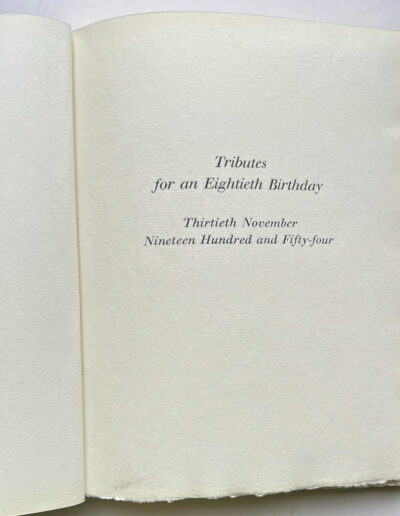 Tributes
for an Eightieth Birthday
Thirtieth November
Nineteen Hundred and Fifty-four